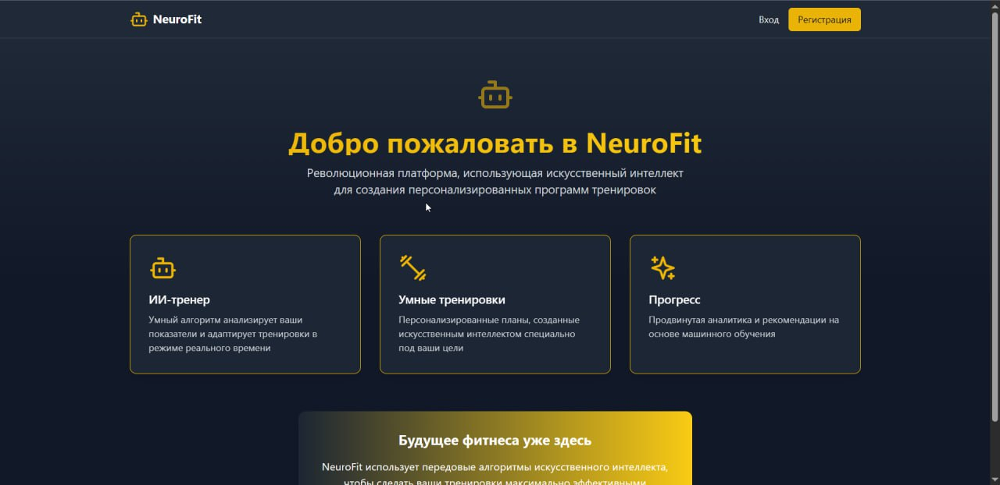 NeuroFit
Вход
Регистрация
Добро пожаловать в NeuroFit
Революционная платформа, использующая искусственный интеллект
для создания персонализированных программ тренировок
ИИ-тренер
Умный алгоритм анализирует ваши
показатели и адаптирует тренировки в
режиме реального времени
Умные тренировки
Персонализированные планы, созданные
искусственным интеллектом специально
под ваши цели
Прогресс
Продвинутая аналитика и рекомендации на
основе машинного обучения
Будущее фитнеса уже здесь
NeuroFit использует передовые алгоритмы искусственного интеллекта,
чтобы сделать ваши тренировки максимально эффективными